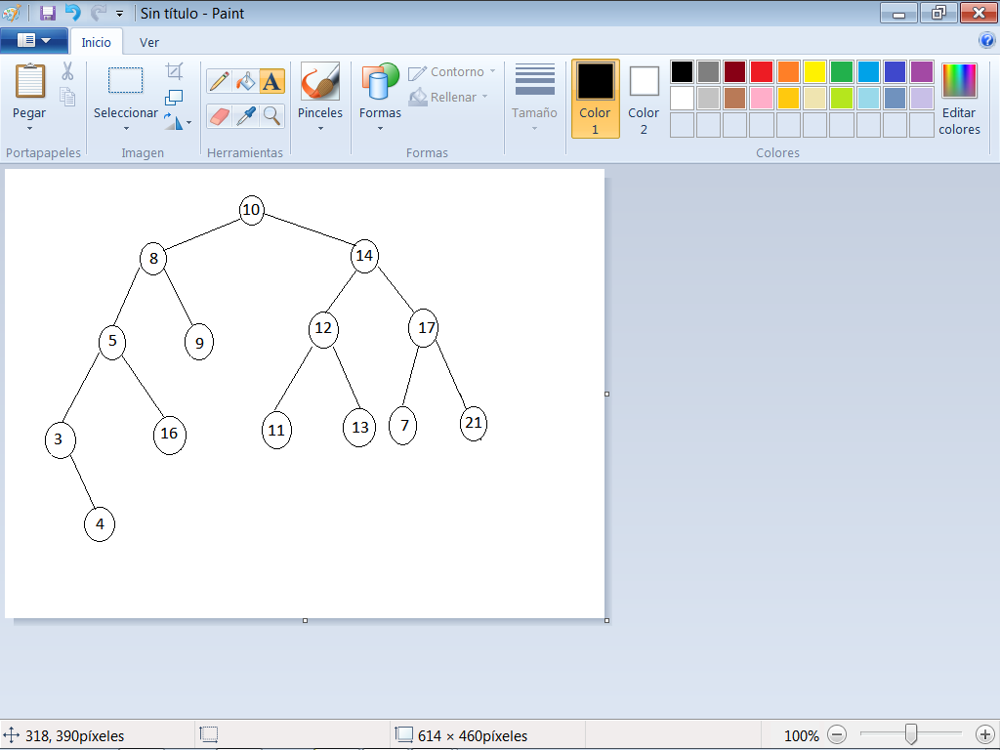 Sin título - Paint
Inicio Ver
Pegar
Portapapeles
Seleccionar
Imagen
A
Herramientas
Pinceles
Formas
Contorno
Rellenar
Formas
Tamaño
Color
1
Color
2
Editar
colores
Colores
10
8 14
5 9 12 17
3 16 11 13 7 21
4
318, 390píxeles
614 × 460píxeles
100%